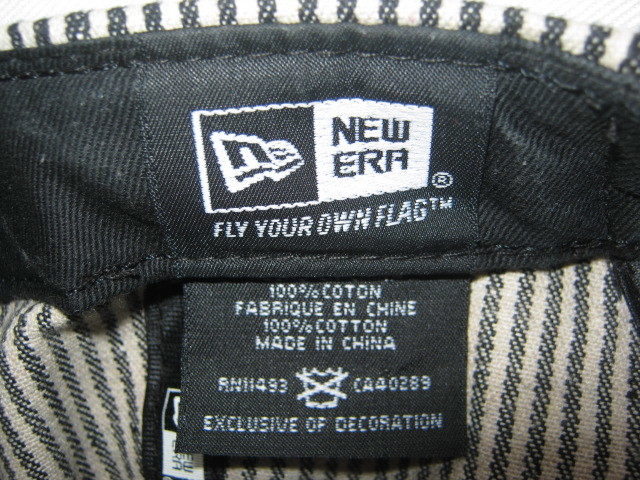 NEW
ERA®
FLY YOUR OWN FLAG™
100% COTON
FABRIQUE EN CHINE
100% COTTON
MADE IN CHINA
RN11493 CA40289
EXCLUSIVE OF DECORATION